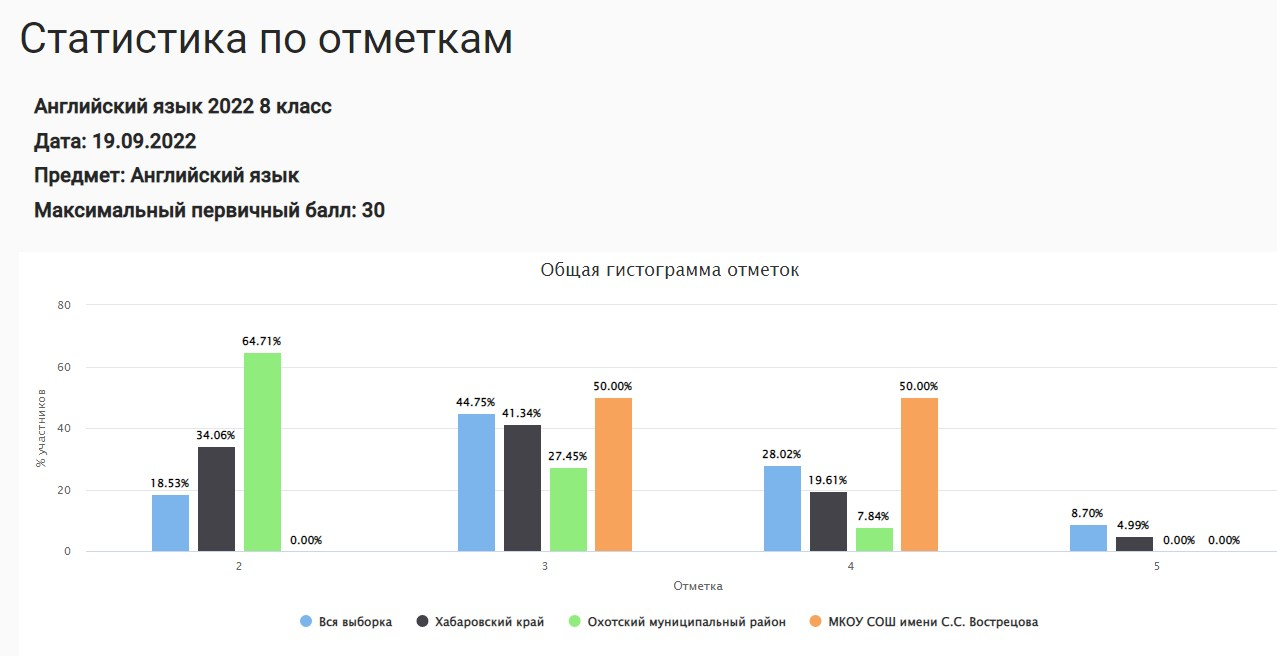 Статистика по отметкам
Английский язык 2022 8 класс
Дата: 19.09.2022
Предмет: Английский язык
Максимальный первичный балл: 30
Общая гистограмма отметок
80
60
40
20
0
% участников
18.53%
34.06%
64.71%
0.00%
44.75%
41.34%
27.45%
50.00%
28.02%
19.61%
7.84%
50.00%
8.70%
4.99%
0.00%
0.00%
2
3
4
5
Отметка
Вся выборка
Хабаровский край
Охотский муниципальный район
МКОУ СОШ имени С.С. Вострецова